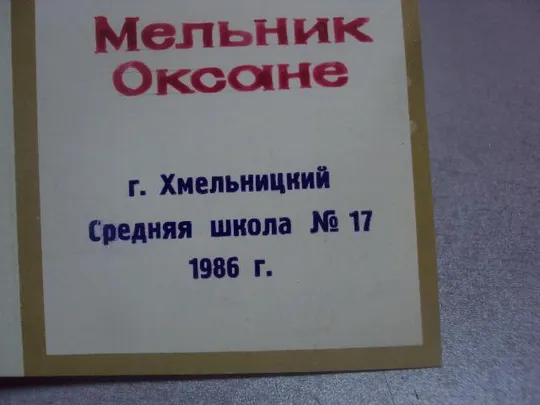 Мельник
Оксане
г. Хмельницкий
Средняя школа № 17
1986 г.